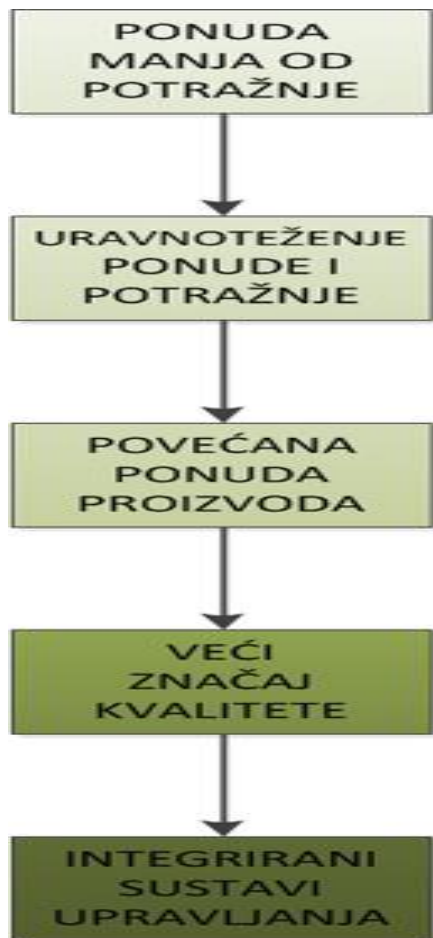 PONUDA
MANJA OD
POTRAŽNJE
URAVNOTEŽENJE
PONUDE I
POTRAŽNJE
POVEĆANA
PONUDA
PROIZVODA
VEĆI
ZNAČAJ
KVALITETE
INTEGRIRANI
SUSTAVI
UPRAVLJANJA